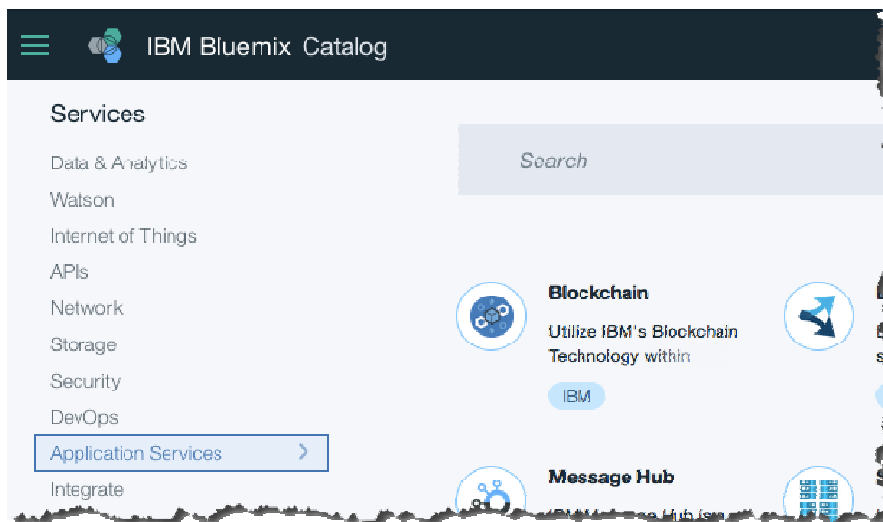 IBM Bluemix Catalog
Services
Data & Analytics
Watson
Internet of Things
APIs
Network
Storage
Security
DevOps
Application Services
Integrate
Search
Blockchain
Utilize IBM's Blockchain
Technology within
IBM
Message Hub